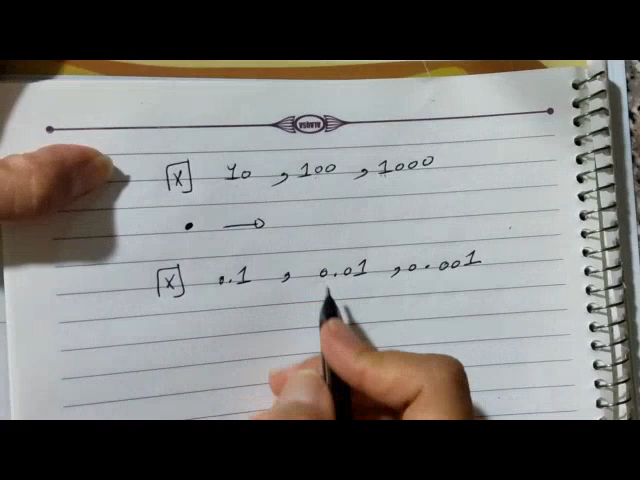 [x] 10 , 100 , 1000
• →
[x] 0.1 , 0.01 , 0.001